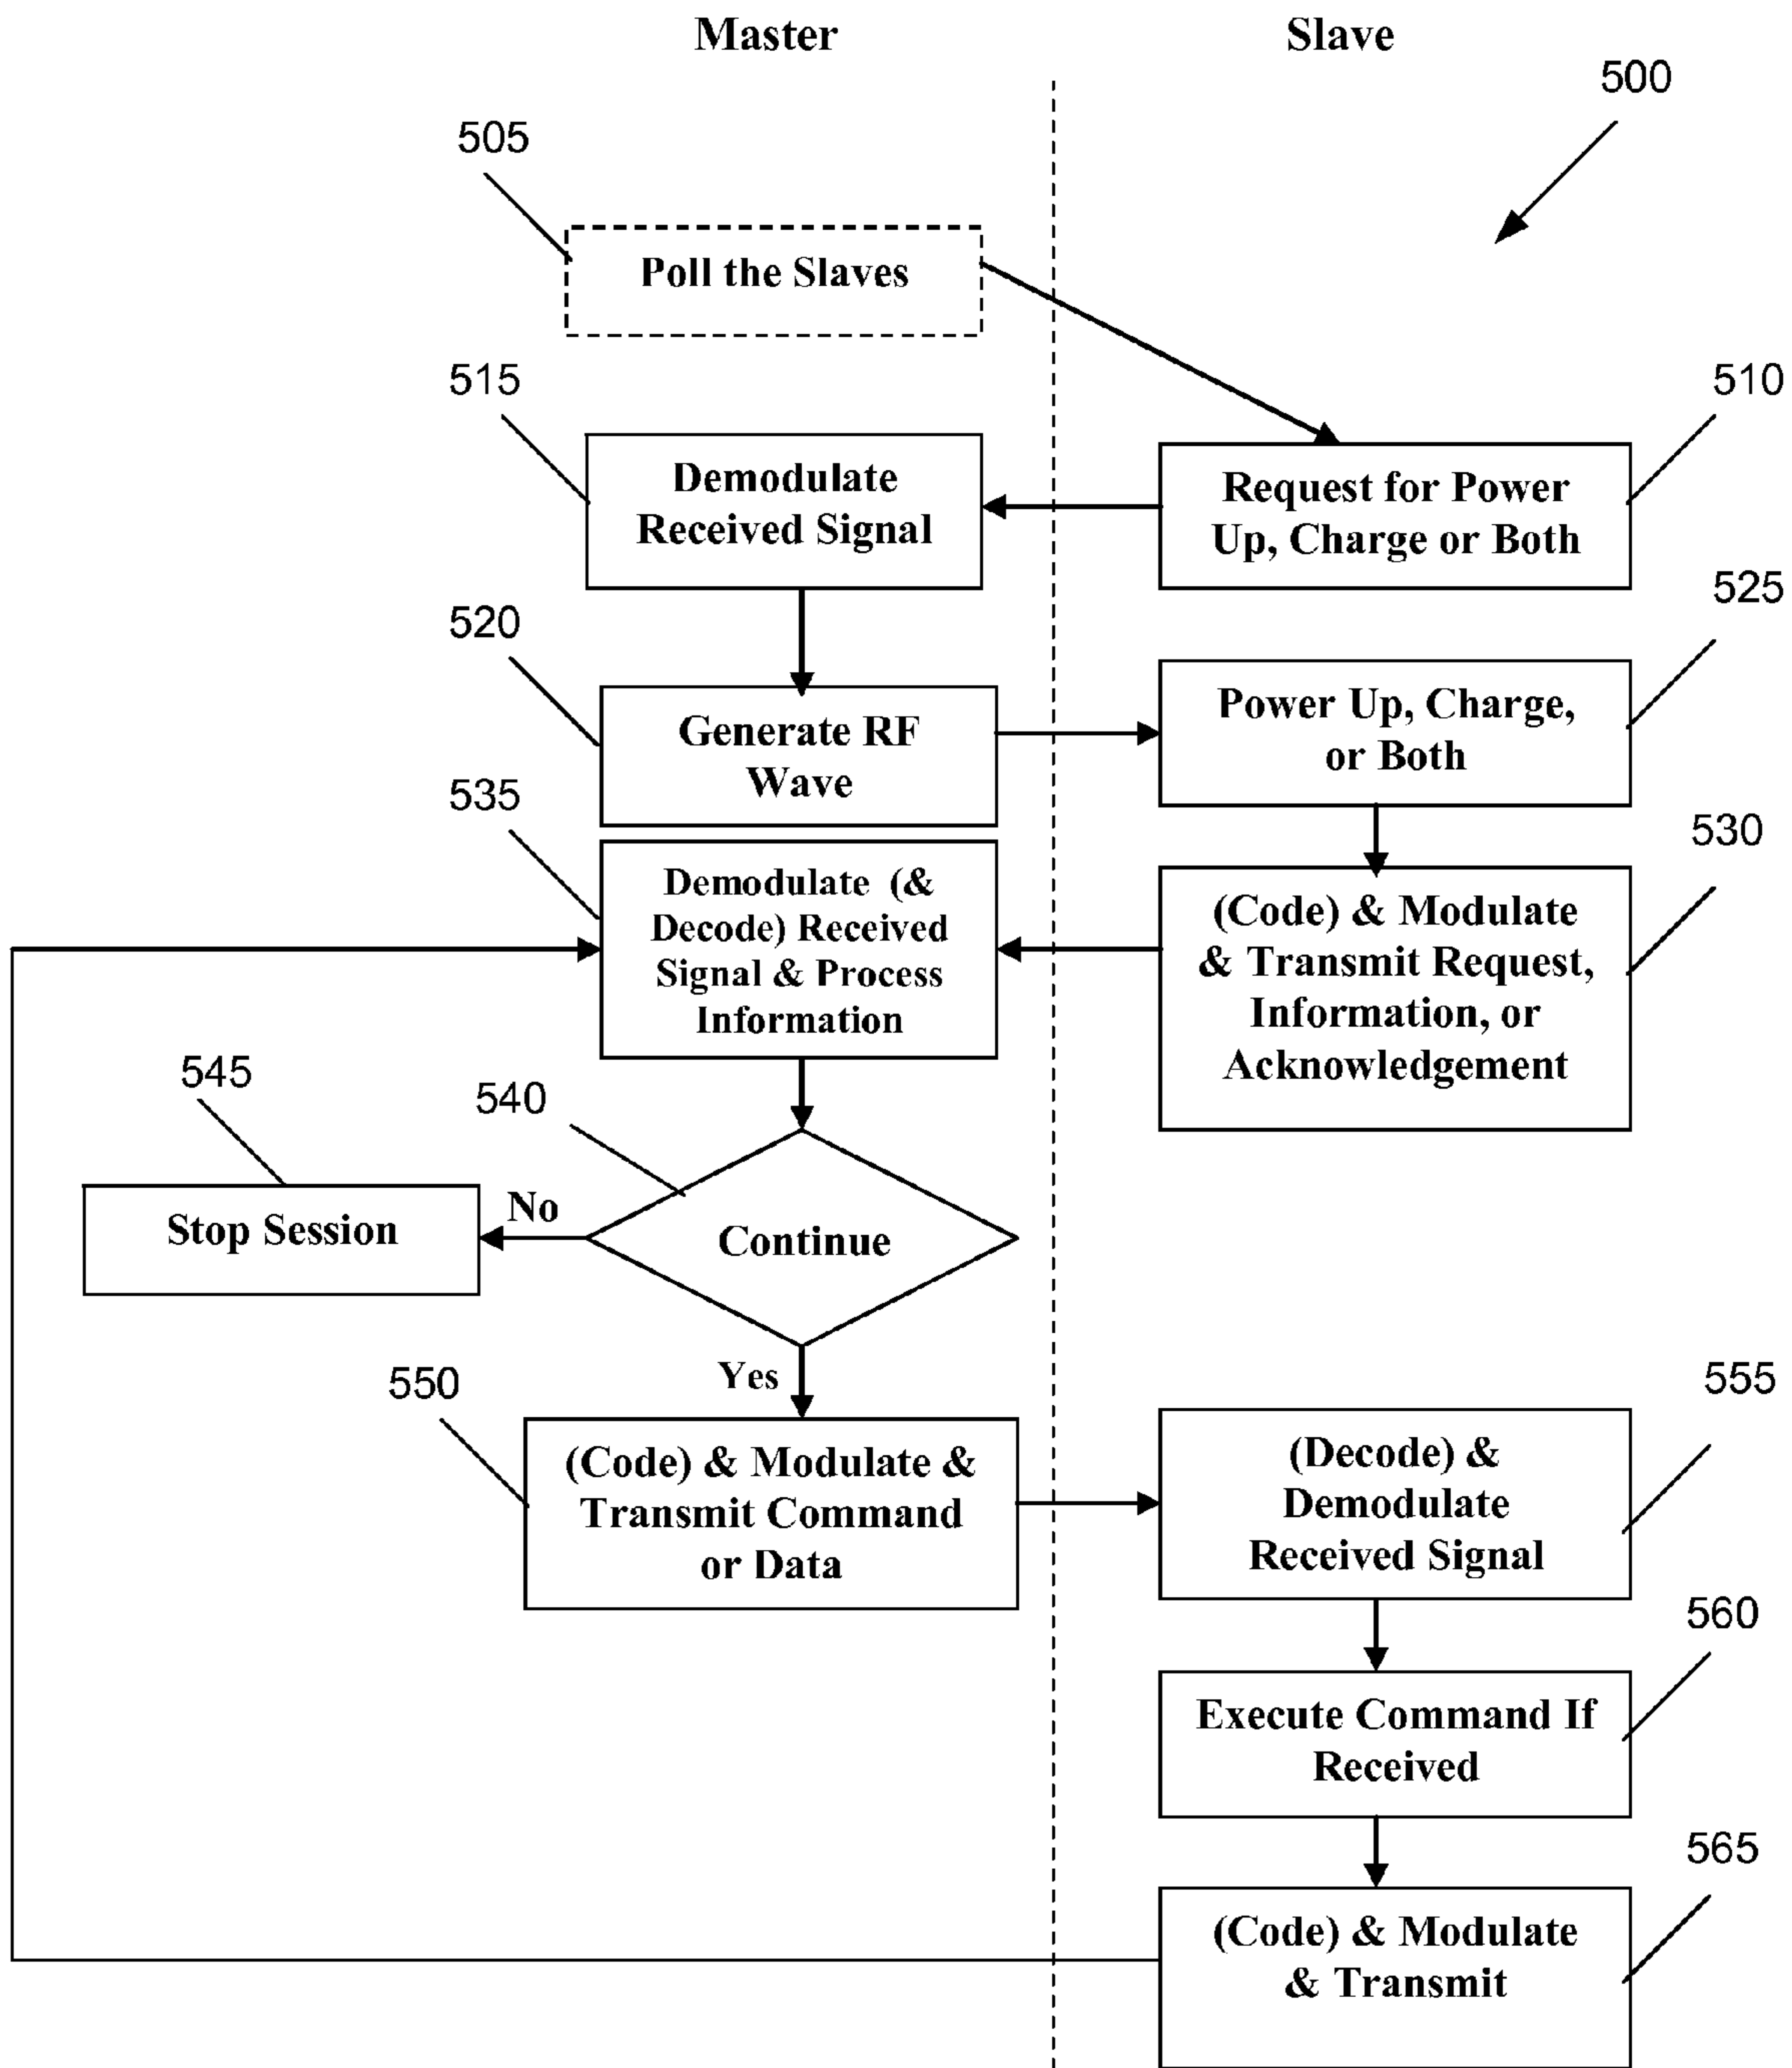 Master
Slave
500
505
Poll the Slaves
515
510
Demodulate
Received Signal
Request for Power
Up, Charge or Both
525
520
Power Up, Charge,
or Both
Generate RF
Wave
535
530
Demodulate (&
Decode) Received
Signal & Process
Information
(Code) & Modulate
& Transmit Request,
Information, or
Acknowledgement
545
540
No
Stop Session
Continue
Yes
550
555
(Code) & Modulate &
Transmit Command
or Data
(Decode) &
Demodulate
Received Signal
560
Execute Command If
Received
565
(Code) & Modulate
& Transmit